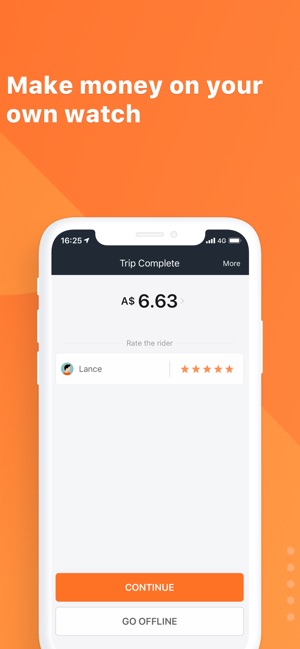 Make money on your
own watch
16:25 4G
Trip Complete More
A$ 6.63
Rate the rider
Lance
CONTINUE
GO OFFLINE